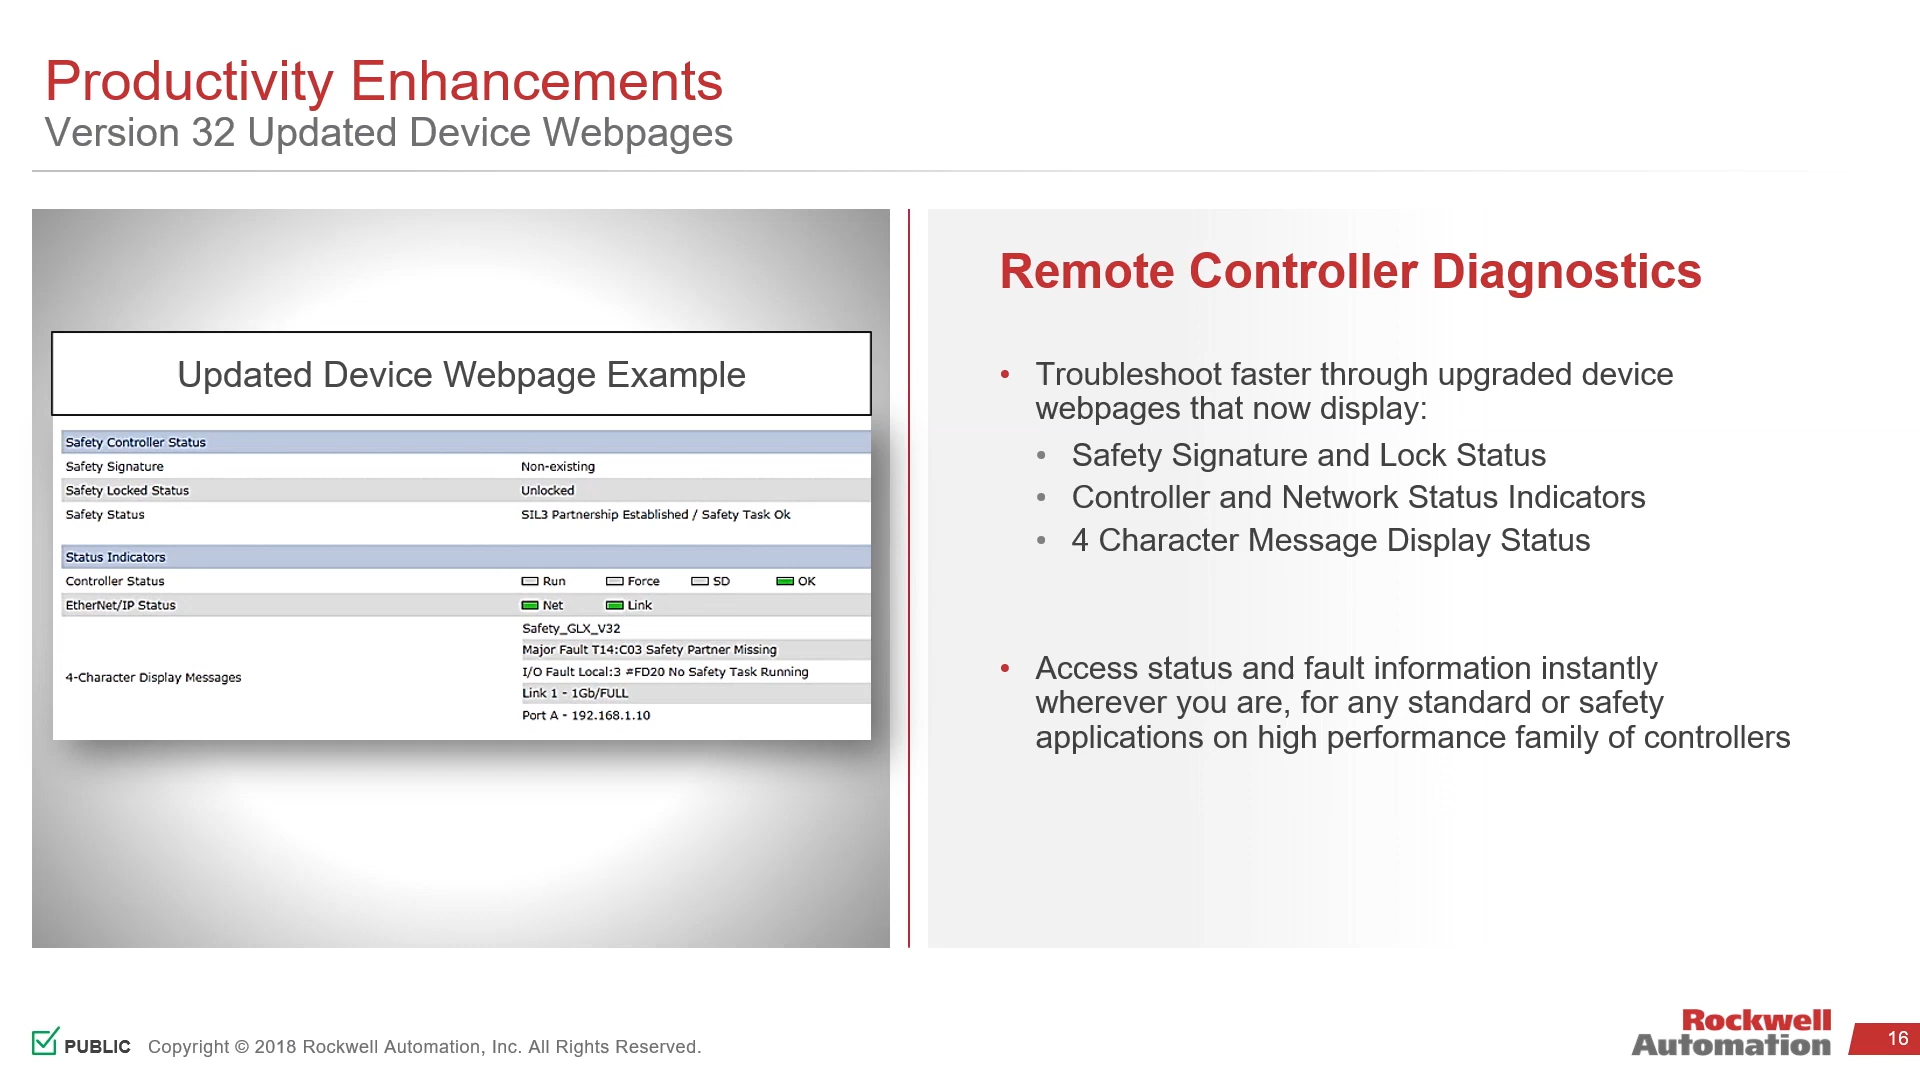 Productivity Enhancements
Version 32 Updated Device Webpages
Updated Device Webpage Example
Safety Controller Status
Safety Signature Non-existing
Safety Locked Status Unlocked
Safety Status SIL3 Partnership Established / Safety Task Ok
Status Indicators
Controller Status Run Force SD OK
EtherNet/IP Status Net Link
4-Character Display Messages
Safety_GLX_V32
Major Fault T14:C03 Safety Partner Missing
I/O Fault Local:3 #FD20 No Safety Task Running
Link 1 - 1Gb/FULL
Port A - 192.168.1.10
Remote Controller Diagnostics
• Troubleshoot faster through upgraded device
webpages that now display:
• Safety Signature and Lock Status
• Controller and Network Status Indicators
• 4 Character Message Display Status
• Access status and fault information instantly
wherever you are, for any standard or safety
applications on high performance family of controllers
PUBLIC Copyright © 2018 Rockwell Automation, Inc. All Rights Reserved.
Rockwell
Automation
16